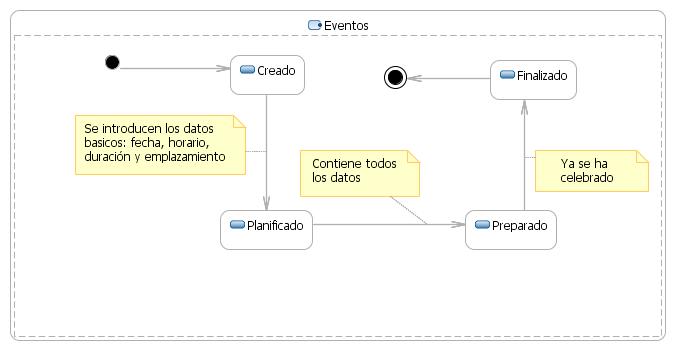 Eventos
Creado
Finalizado
Se introducen los datos
basicos: fecha, horario,
duración y emplazamiento
Contiene todos
los datos
Ya se ha
celebrado
Planificado
Preparado